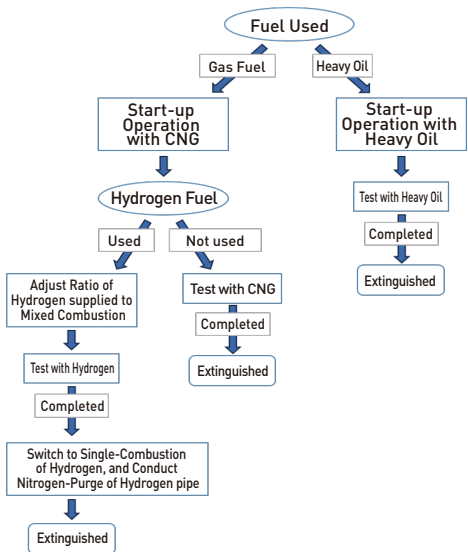 Fuel Used
Gas Fuel
Heavy Oil
Start-up
Operation
with CNG
Start-up
Operation with
Heavy Oil
Hydrogen Fuel
Test with Heavy Oil
Used
Not used
Completed
Adjust Ratio of
Hydrogen supplied to
Mixed Combustion
Test with CNG
Extinguished
Completed
Test with Hydrogen
Extinguished
Completed
Switch to Single-Combustion
of Hydrogen, and Conduct
Nitrogen-Purge of Hydrogen pipe
Extinguished